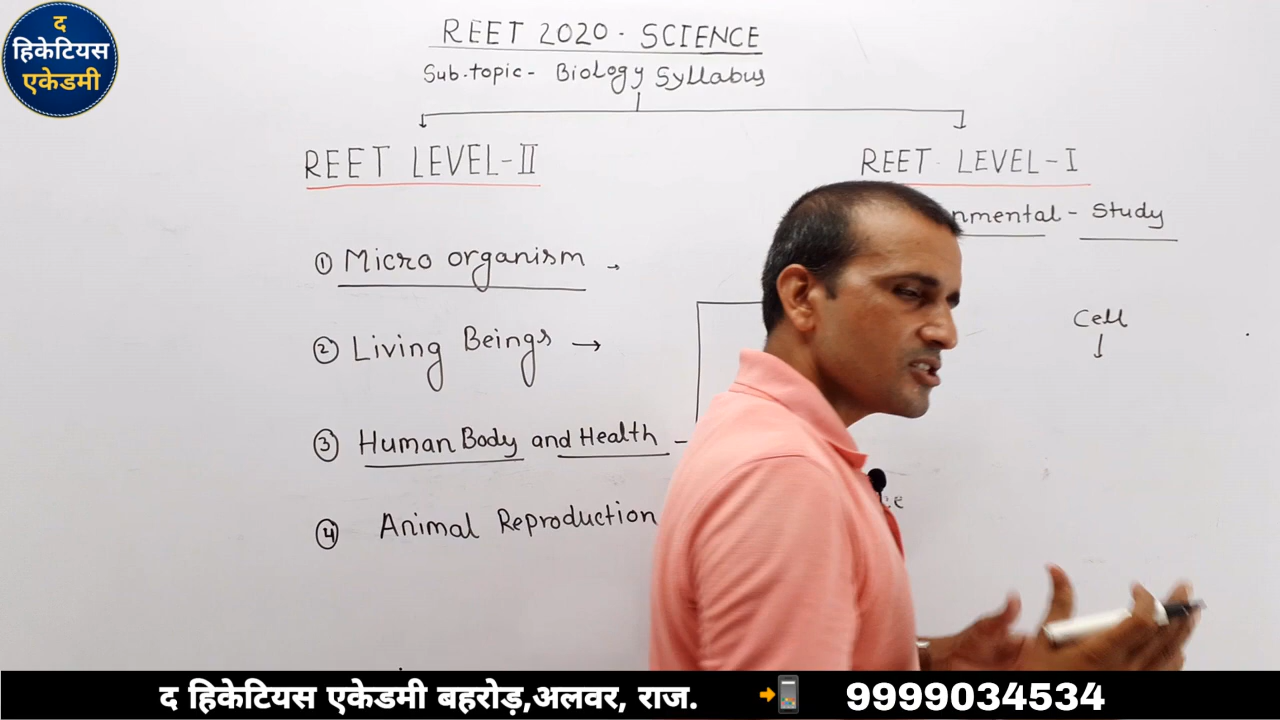 द
हिकेटियस
एकेडमी
REET 2020 - SCIENCE
Sub-topic - Biology Syllabus
REET LEVEL-II
REET LEVEL-I
nmental - Study
① Micro organism →
② Living Beings →
③ Human Body and Health -
④ Animal Reproduction
Cell
↓
द हिकेटियस एकेडमी बहरोड़,अलवर, राज.
9999034534